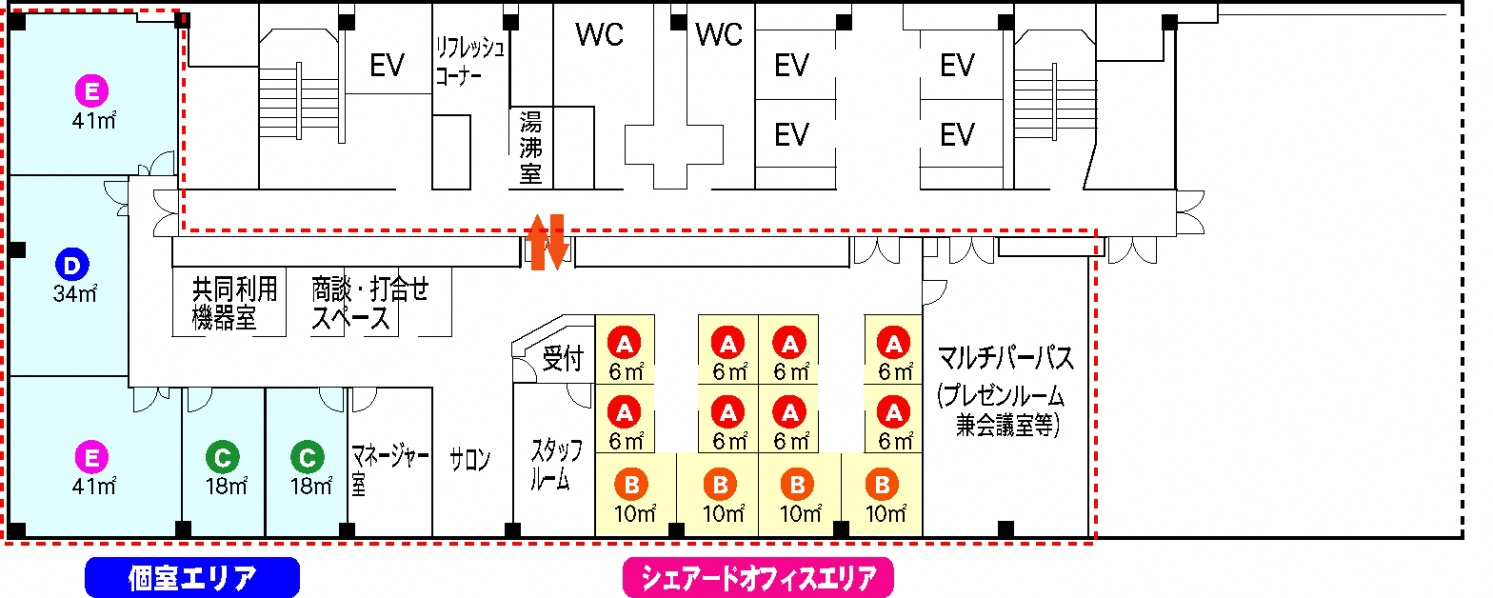 リフレッシュ
コーナー
WC
WC
EV
EV
EV
EV
EV
湯沸室
E
41㎡
D
34㎡
共同利用
機器室
商談・打合せ
スペース
受付
A
6㎡
A
6㎡
A
6㎡
A
6㎡
マルチパーパス
(プレゼンルーム
兼会議室等)
A
6㎡
A
6㎡
A
6㎡
A
6㎡
E
41㎡
C
18㎡
C
18㎡
マネージャー
室
サロン
スタッフ
ルーム
B
10㎡
B
10㎡
B
10㎡
B
10㎡
個室エリア
シェアードオフィスエリア